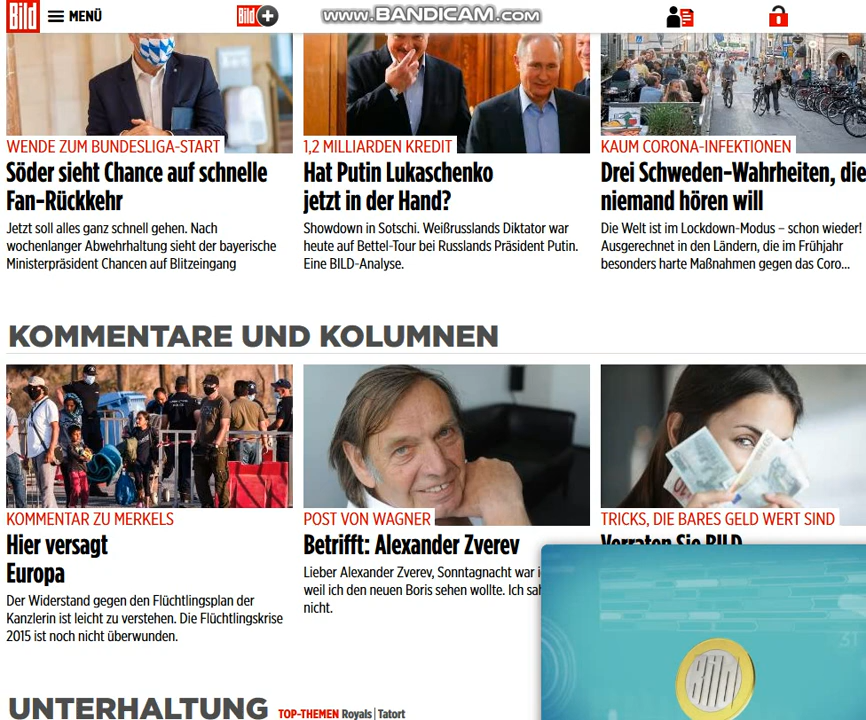 Bild
MENÜ
Bild
www.BANDICAM.com
WENDE ZUM BUNDESLIGA-START
Söder sieht Chance auf schnelle
Fan-Rückkehr
Jetzt soll alles ganz schnell gehen. Nach
wochenlanger Abwehrhaltung sieht der bayerische
Ministerpräsident Chancen auf Blitzeingang
1,2 MILLIARDEN KREDIT
Hat Putin Lukaschenko
jetzt in der Hand?
Showdown in Sotschi. Weißrusslands Diktator war
heute auf Bettel-Tour bei Russlands Präsident Putin.
Eine BILD-Analyse.
KAUM CORONA-INFEKTIONEN
Drei Schweden-Wahrheiten, die
niemand hören will
Die Welt ist im Lockdown-Modus – schon wieder!
Ausgerechnet in den Ländern, die im Frühjahr
besonders harte Maßnahmen gegen das Coro...
KOMMENTARE UND KOLUMNEN
KOMMENTAR ZU MERKELS
Hier versagt
Europa
Der Widerstand gegen den Flüchtlingsplan der
Kanzlerin ist leicht zu verstehen. Die Flüchtlingskrise
2015 ist noch nicht überwunden.
POST VON WAGNER
Betrifft: Alexander Zverev
Lieber Alexander Zverev, Sonntagnacht war i
weil ich den neuen Boris sehen wollte. Ich sah
nicht.
TRICKS, DIE BARES GELD WERT SIND
Verraten Sie BILD
31
Bild
UNTERHALTUNG
TOP-THEMEN Royals | Tatort